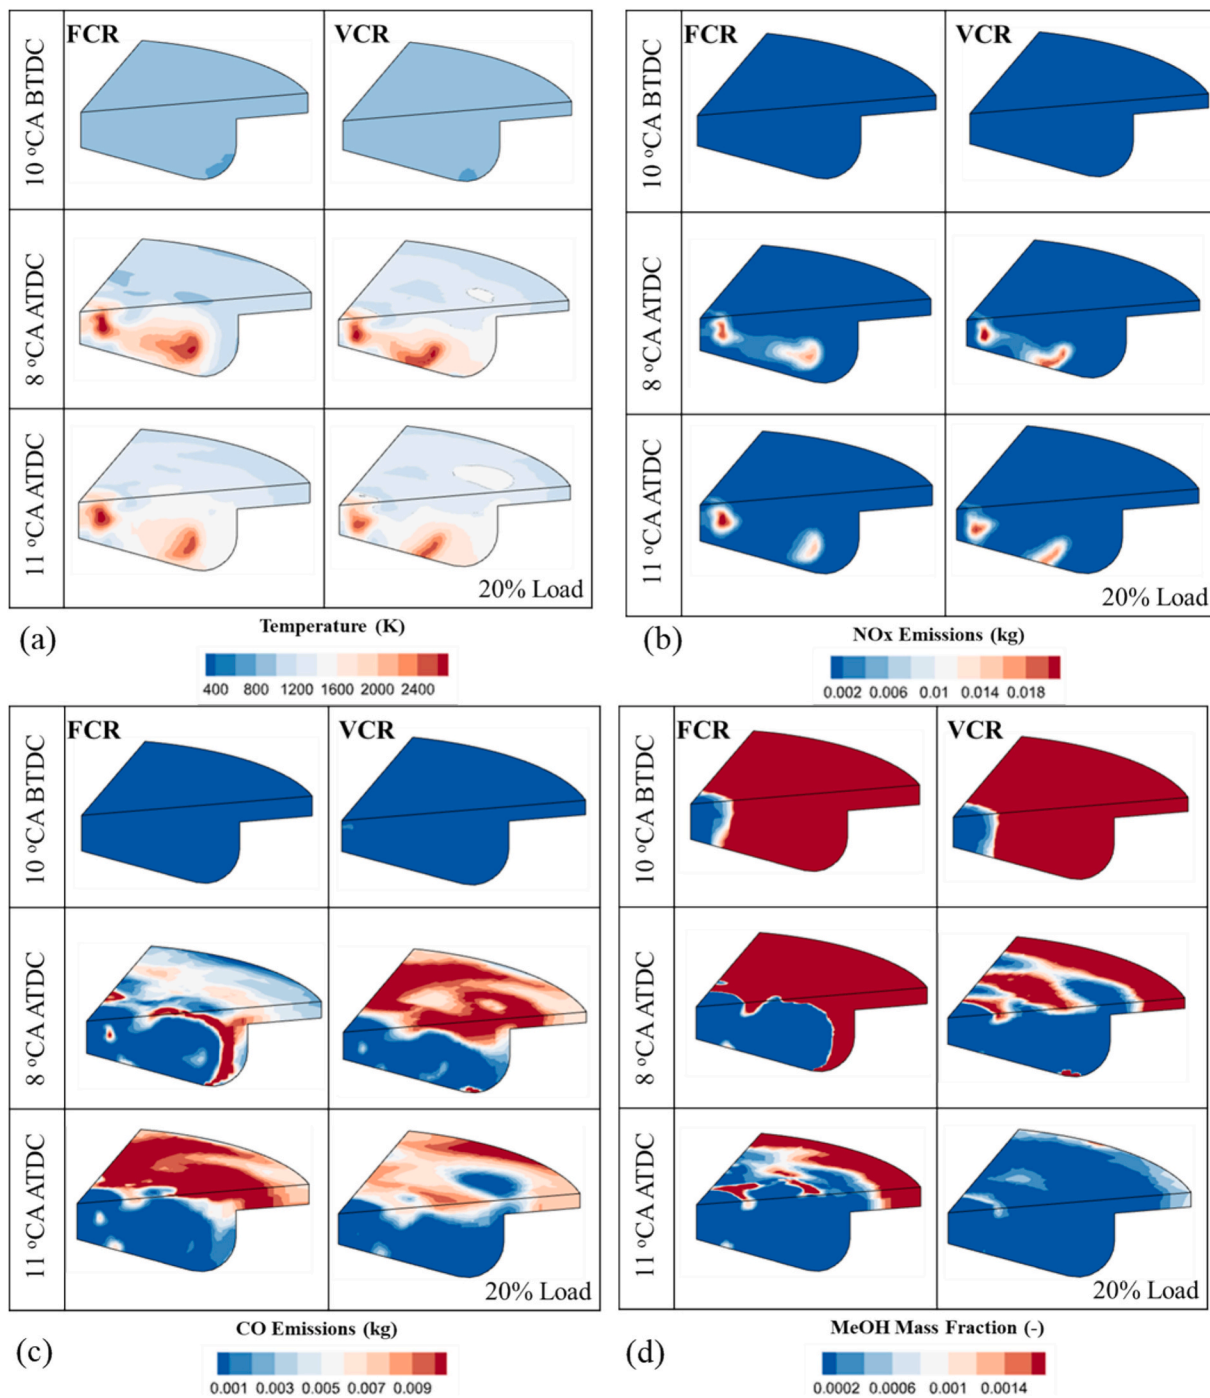 FCR VCR
10 °CA BTDC
8 °CA ATDC
11 °CA ATDC
20% Load
(a)
Temperature (K)
400 800 1200 1600 2000 2400
FCR VCR
10 °CA BTDC
8 °CA ATDC
11 °CA ATDC
20% Load
(b)
NOx Emissions (kg)
0.002 0.006 0.01 0.014 0.018
FCR VCR
10 °CA BTDC
8 °CA ATDC
11 °CA ATDC
20% Load
(c)
CO Emissions (kg)
0.001 0.003 0.005 0.007 0.009
FCR VCR
10 °CA BTDC
8 °CA ATDC
11 °CA ATDC
20% Load
(d)
MeOH Mass Fraction (-)
0.0002 0.0006 0.001 0.0014